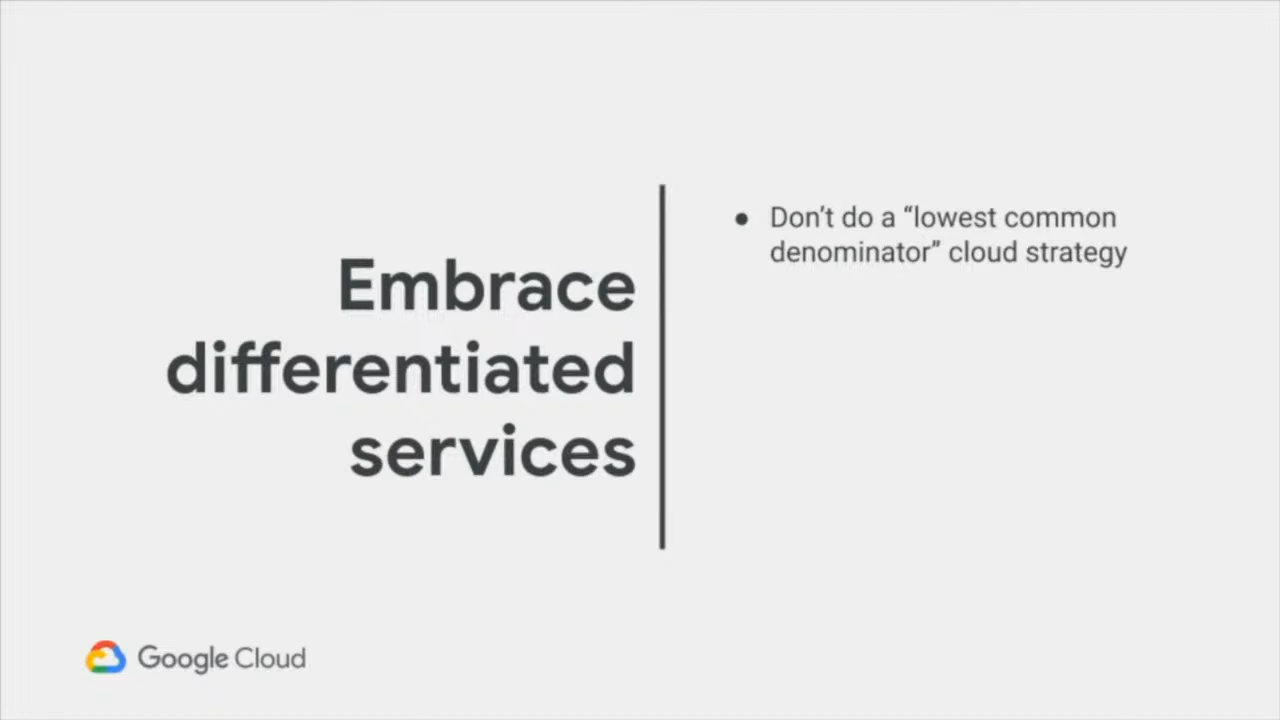 Embrace
differentiated
services
● Don’t do a “lowest common
denominator” cloud strategy
Google Cloud